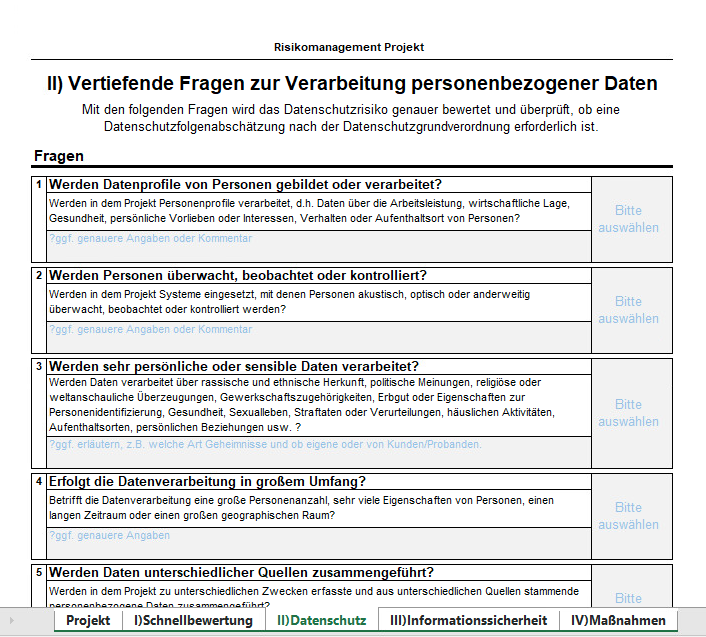 Risikomanagement Projekt
II) Vertiefende Fragen zur Verarbeitung personenbezogener Daten
Mit den folgenden Fragen wird das Datenschutzrisiko genauer bewertet und überprüft, ob eine
Datenschutzfolgenabschätzung nach der Datenschutzgrundverordnung erforderlich ist.
Fragen
1 Werden Datenprofile von Personen gebildet oder verarbeitet?
Werden in dem Projekt Personenprofile verarbeitet, d.h. Daten über die Arbeitsleistung, wirtschaftliche Lage,
Gesundheit, persönliche Vorlieben oder Interessen, Verhalten oder Aufenthaltsort von Personen?
?ggf. genauere Angaben oder Kommentar
Bitte
auswählen
2 Werden Personen überwacht, beobachtet oder kontrolliert?
Werden in dem Projekt Systeme eingesetzt, mit denen Personen akustisch, optisch oder anderweitig
überwacht, beobachtet oder kontrolliert werden?
?ggf. genauere Angaben oder Kommentar
Bitte
auswählen
3 Werden sehr persönliche oder sensible Daten verarbeitet?
Werden Daten verarbeitet über rassische und ethnische Herkunft, politische Meinungen, religiöse oder
weltanschauliche Überzeugungen, Gewerkschaftszugehörigkeiten, Erbgut oder Eigenschaften zur
Personenidentifizierung, Gesundheit, Sexualleben, Straftaten oder Verurteilungen, häuslichen Aktivitäten,
Aufenthaltsorten, persönlichen Beziehungen usw. ?
?ggf. erläutern, z.B. welche Art Geheimnisse und ob eigene oder von Kunden/Probanden.
Bitte
auswählen
4 Erfolgt die Datenverarbeitung in großem Umfang?
Betrifft die Datenverarbeitung eine große Personenanzahl, sehr viele Eigenschaften von Personen, einen
langen Zeitraum oder einen großen geographischen Raum?
?ggf. genauere Angaben
Bitte
auswählen
5 Werden Daten unterschiedlicher Quellen zusammengeführt?
Werden in dem Projekt zu unterschiedlichen Zwecken erfasste und aus unterschiedlichen Quellen stammende
personenbezogene Daten zusammengeführt?
Bitte
Projekt I)Schnellbewertung II)Datenschutz III)Informationssicherheit IV)Maßnahmen